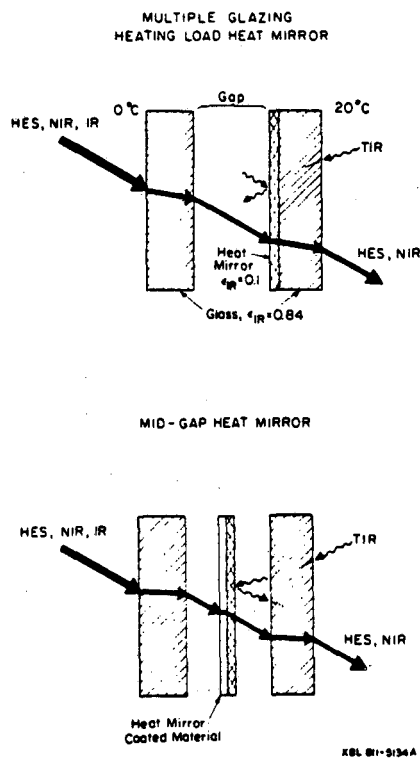 MULTIPLE GLAZING
HEATING LOAD HEAT MIRROR
0°C
Gap
20°C
HES, NIR, IR
TIR
HES, NIR
Heat
Mirror
ϵIR=0.1
Glass, ϵIR=0.84
MID-GAP HEAT MIRROR
HES, NIR, IR
TIR
HES, NIR
Heat Mirror
Coated Material
XBL 811-5134A